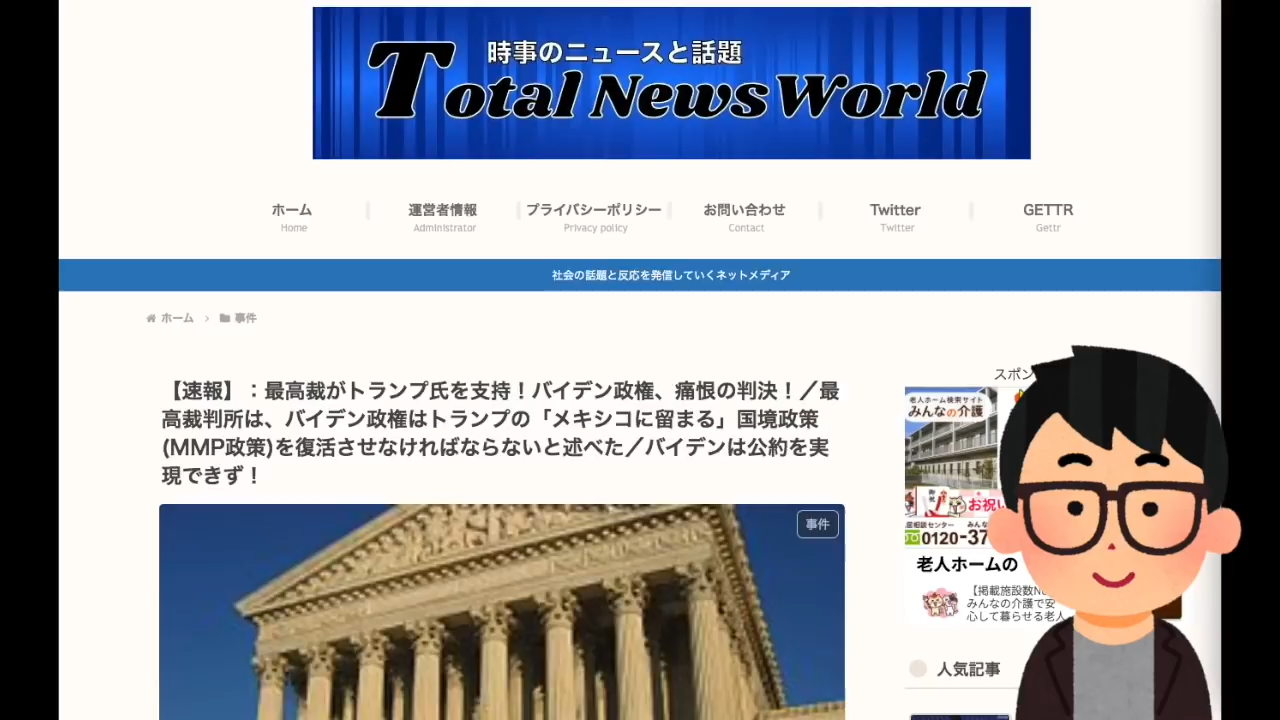 時事のニュースと話題
Total News World
ホーム
Home
運営者情報
Administrator
プライバシーポリシー
Privacy policy
お問い合わせ
Contact
Twitter
Twitter
GETTR
Gettr
社会の話題と反応を発信していくネットメディア
ホーム
事件
【速報】：最高裁がトランプ氏を支持！バイデン政権、痛恨の判決！／最
高裁判所は、バイデン政権はトランプの「メキシコに留まる」国境政策
(MMP政策)を復活させなければならないと述べた／バイデンは公約を実
現できず！
事件
スポン
老人ホーム検索サイト
みんなの介護
お祝い
センター
0120-37
老人ホームの
【掲載施設数No
みんなの介護で安
心して暮らせる老人
人気記事